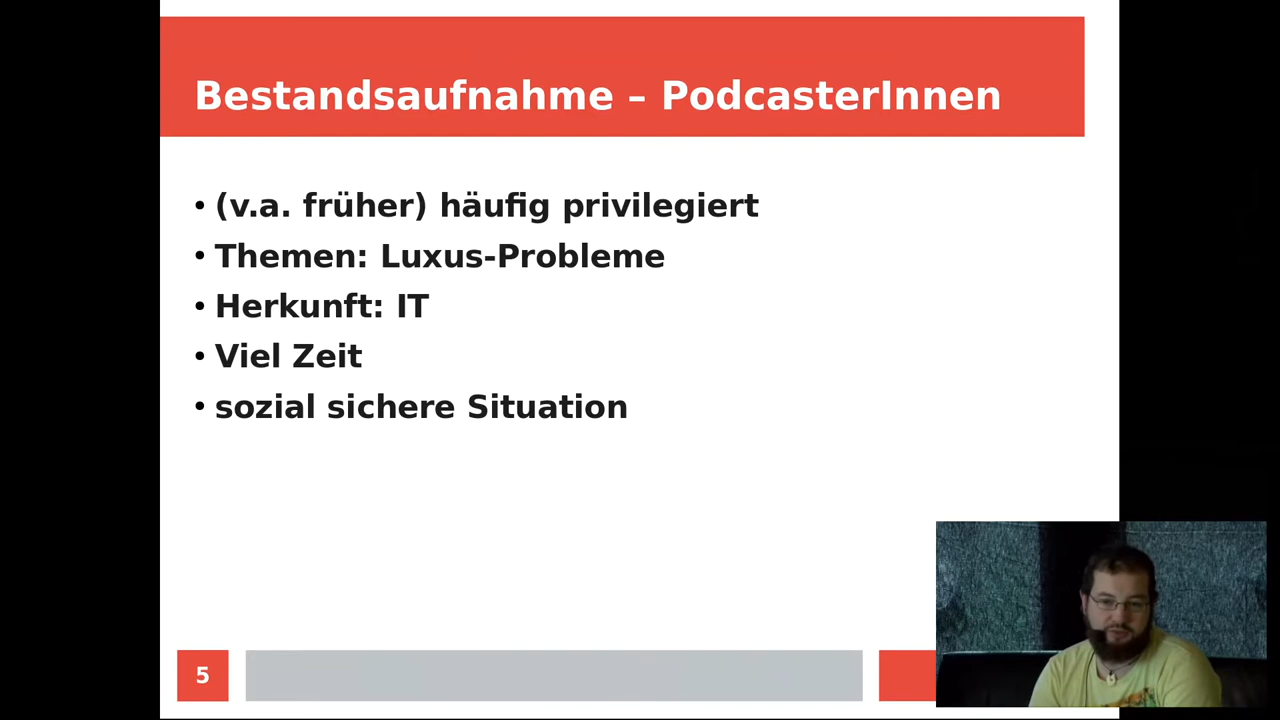 Bestandsaufnahme – PodcasterInnen
• (v.a. früher) häufig privilegiert
• Themen: Luxus-Probleme
• Herkunft: IT
• Viel Zeit
• sozial sichere Situation
5